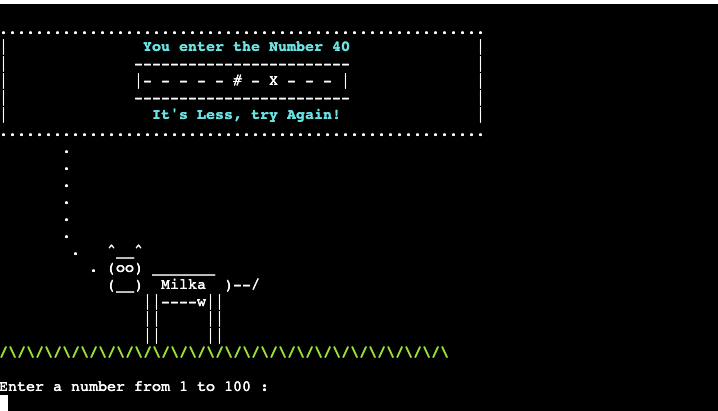 You enter the Number 40
|- - - - - # - X - - - |
It's Less, try Again!
^__^
(oo) _______
(__) Milka )--/
||----w||
Enter a number from 1 to 100 :